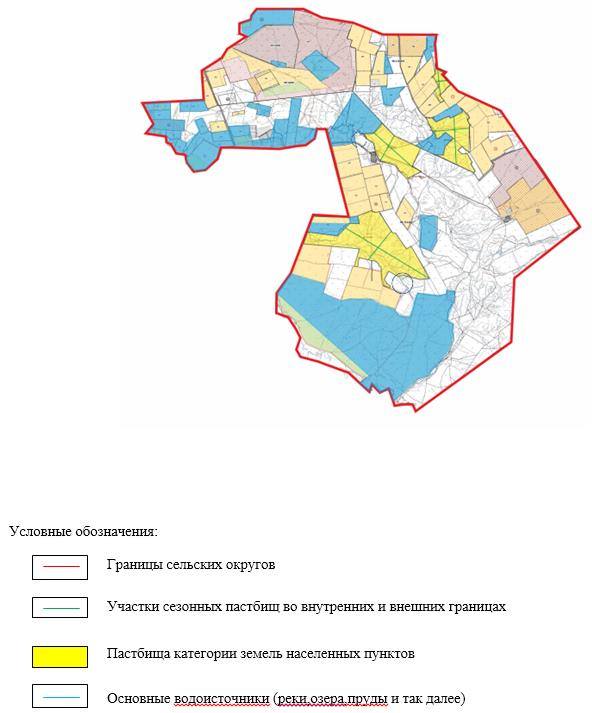 Условные обозначения:
Границы сельских округов
Участки сезонных пастбищ во внутренних и внешних границах
Пастбища категории земель населенных пунктов
Основные водоисточники (реки,озера,пруды и так далее)